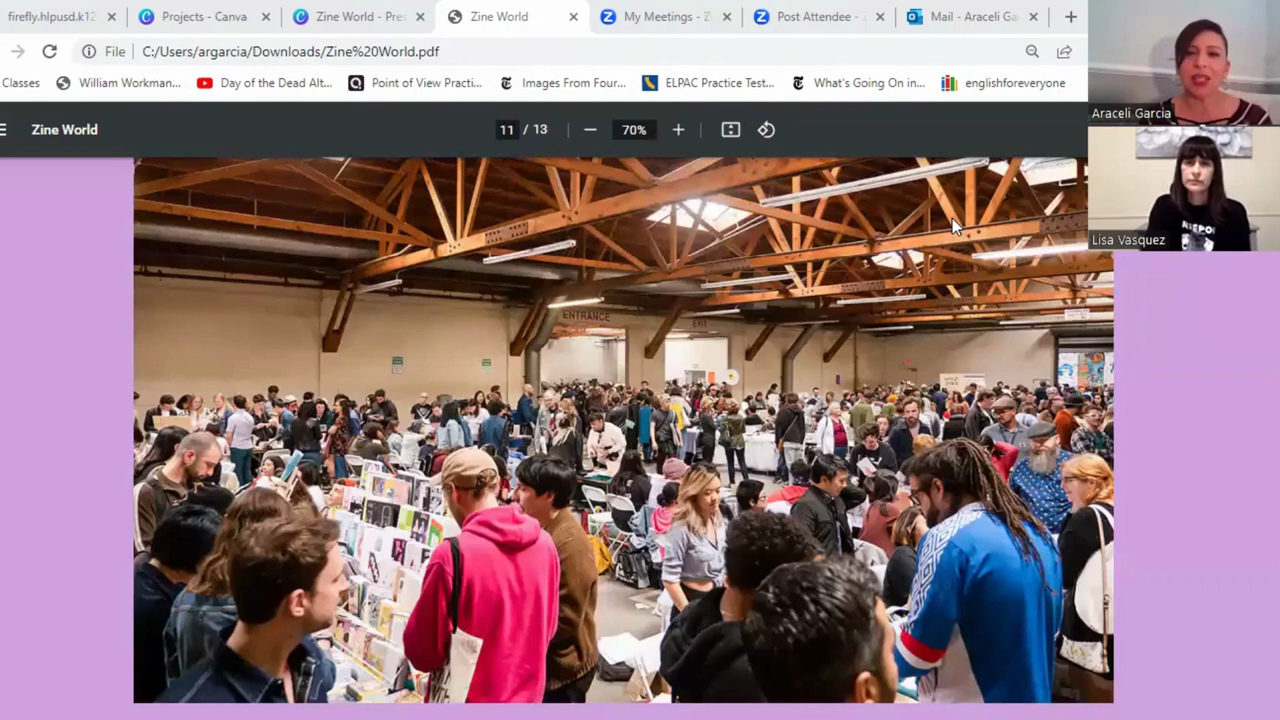 firefly.hlpusd.k12
Projects - Canva
Zine World - Pres
Zine World
My Meetings - Z
Post Attendee - Z
Mail - Araceli Ga
File
C:/Users/argarcia/Downloads/Zine%20World.pdf
Classes
William Workman...
Day of the Dead Alt...
Point of View Practi...
Images From Four...
ELPAC Practice Test...
What's Going On in...
englishforeveryone
Zine World
11 / 13
70%
Araceli Garcia
Lisa Vasquez
ENTRANCE
EXIT